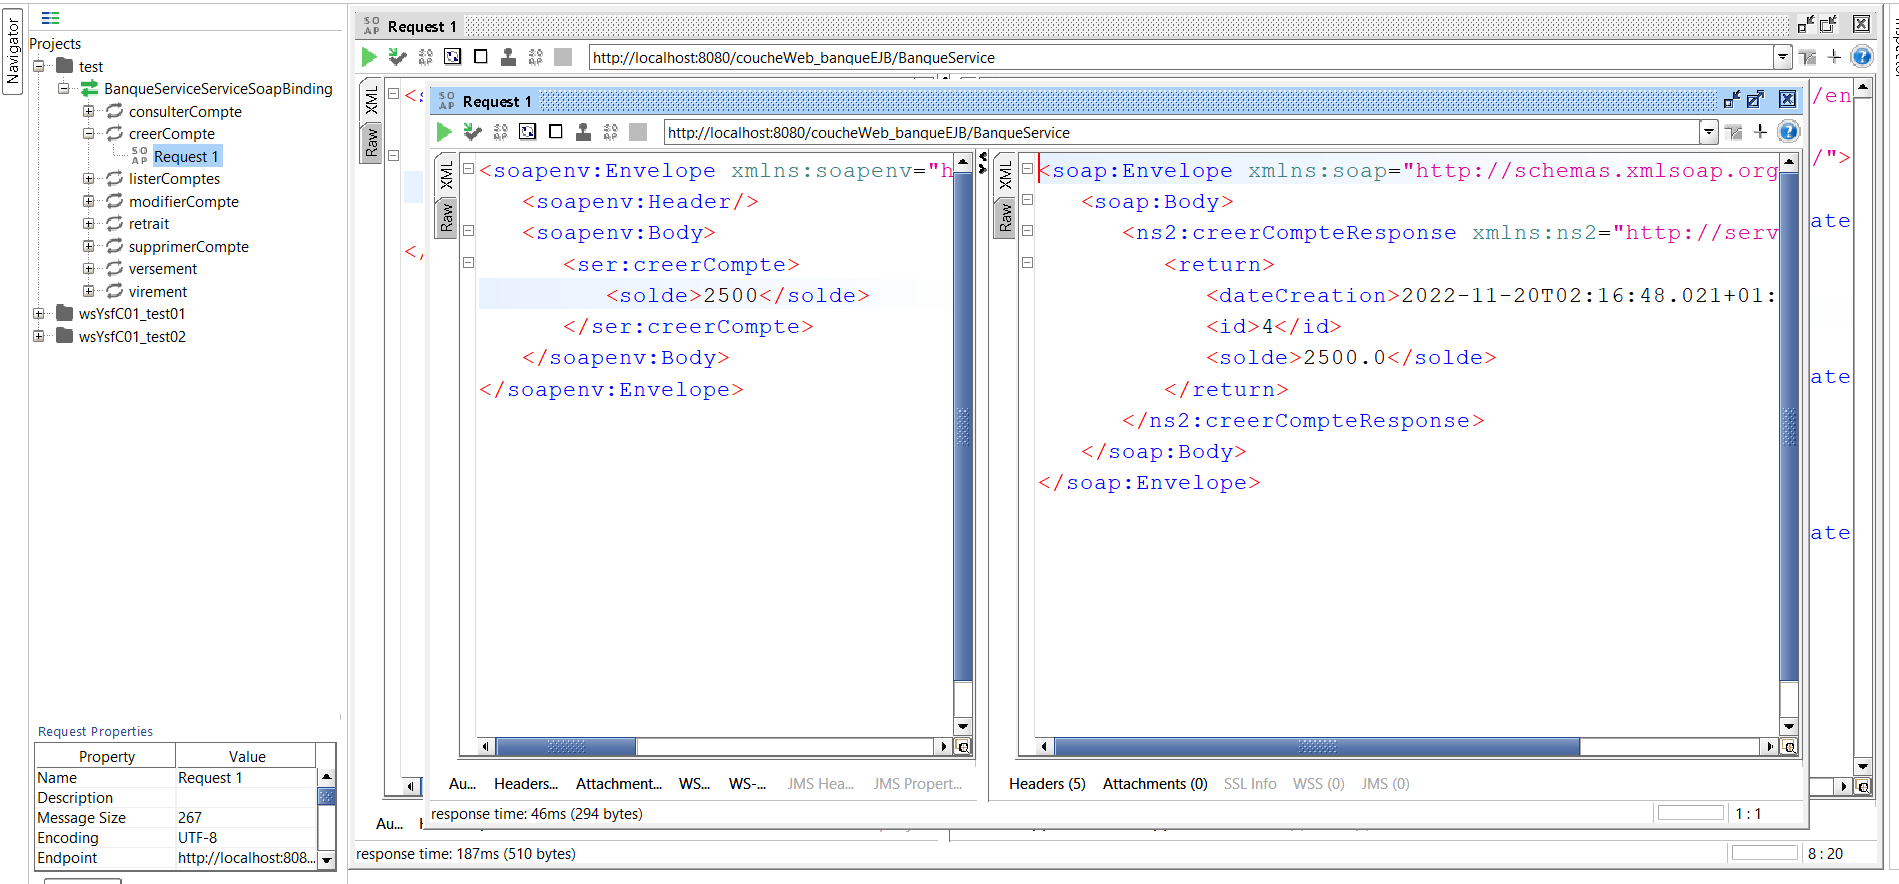 Navigator
Projects
test
BanqueServiceServiceSoapBinding
consulterCompte
creerCompte
SO
AP
Request 1
listerComptes
modifierCompte
retrait
supprimerCompte
versement
virement
wsYsfC01_test01
wsYsfC01_test02
Request Properties
Property Value
Name Request 1
Description
Message Size 267
Encoding UTF-8
Endpoint http://localhost:808...
SO
AP
Request 1
http://localhost:8080/coucheWeb_banqueEJB/BanqueService
XML
Raw
/en
/">
ate
ate
ate
Au...
response time: 187ms (510 bytes)
8 : 20
SO
AP
Request 1
http://localhost:8080/coucheWeb_banqueEJB/BanqueService
XML
Raw
<soapenv:Envelope xmlns:soapenv="h
<soapenv:Header/>
<soapenv:Body>
<ser:creerCompte>
<solde>2500</solde>
</ser:creerCompte>
</soapenv:Body>
</soapenv:Envelope>
Au... Headers... Attachment... WS... WS-... JMS Hea... JMS Propert...
XML
Raw
<soap:Envelope xmlns:soap="http://schemas.xmlsoap.org
<soap:Body>
<ns2:creerCompteResponse xmlns:ns2="http://serv
<return>
<dateCreation>2022-11-20T02:16:48.021+01:
<id>4</id>
<solde>2500.0</solde>
</return>
</ns2:creerCompteResponse>
</soap:Body>
</soap:Envelope>
Headers (5) Attachments (0) SSL Info WSS (0) JMS (0)
response time: 46ms (294 bytes)
1 : 1